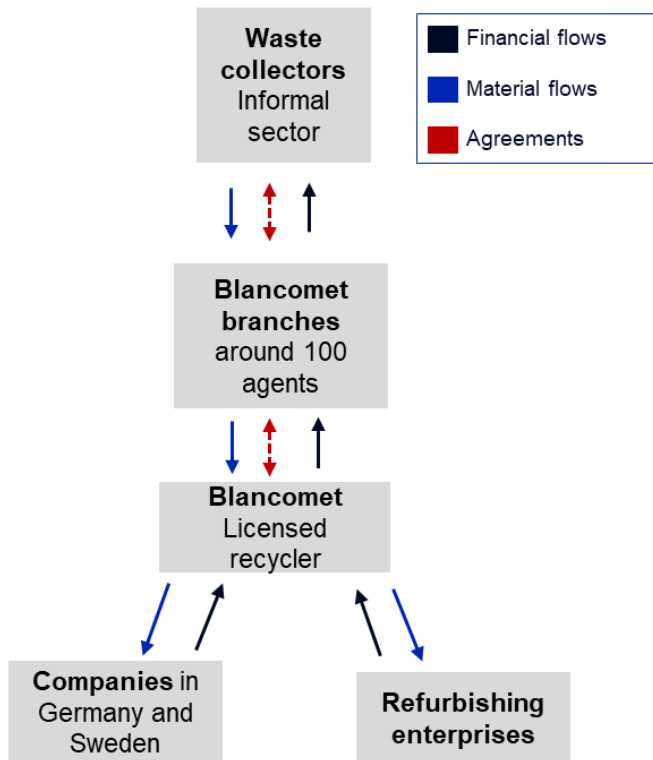 Waste
collectors
Informal
sector
Financial flows
Material flows
Agreements
Blancomet
branches
around 100
agents
Blancomet
Licensed
recycler
Companies in
Germany and
Sweden
Refurbishing
enterprises